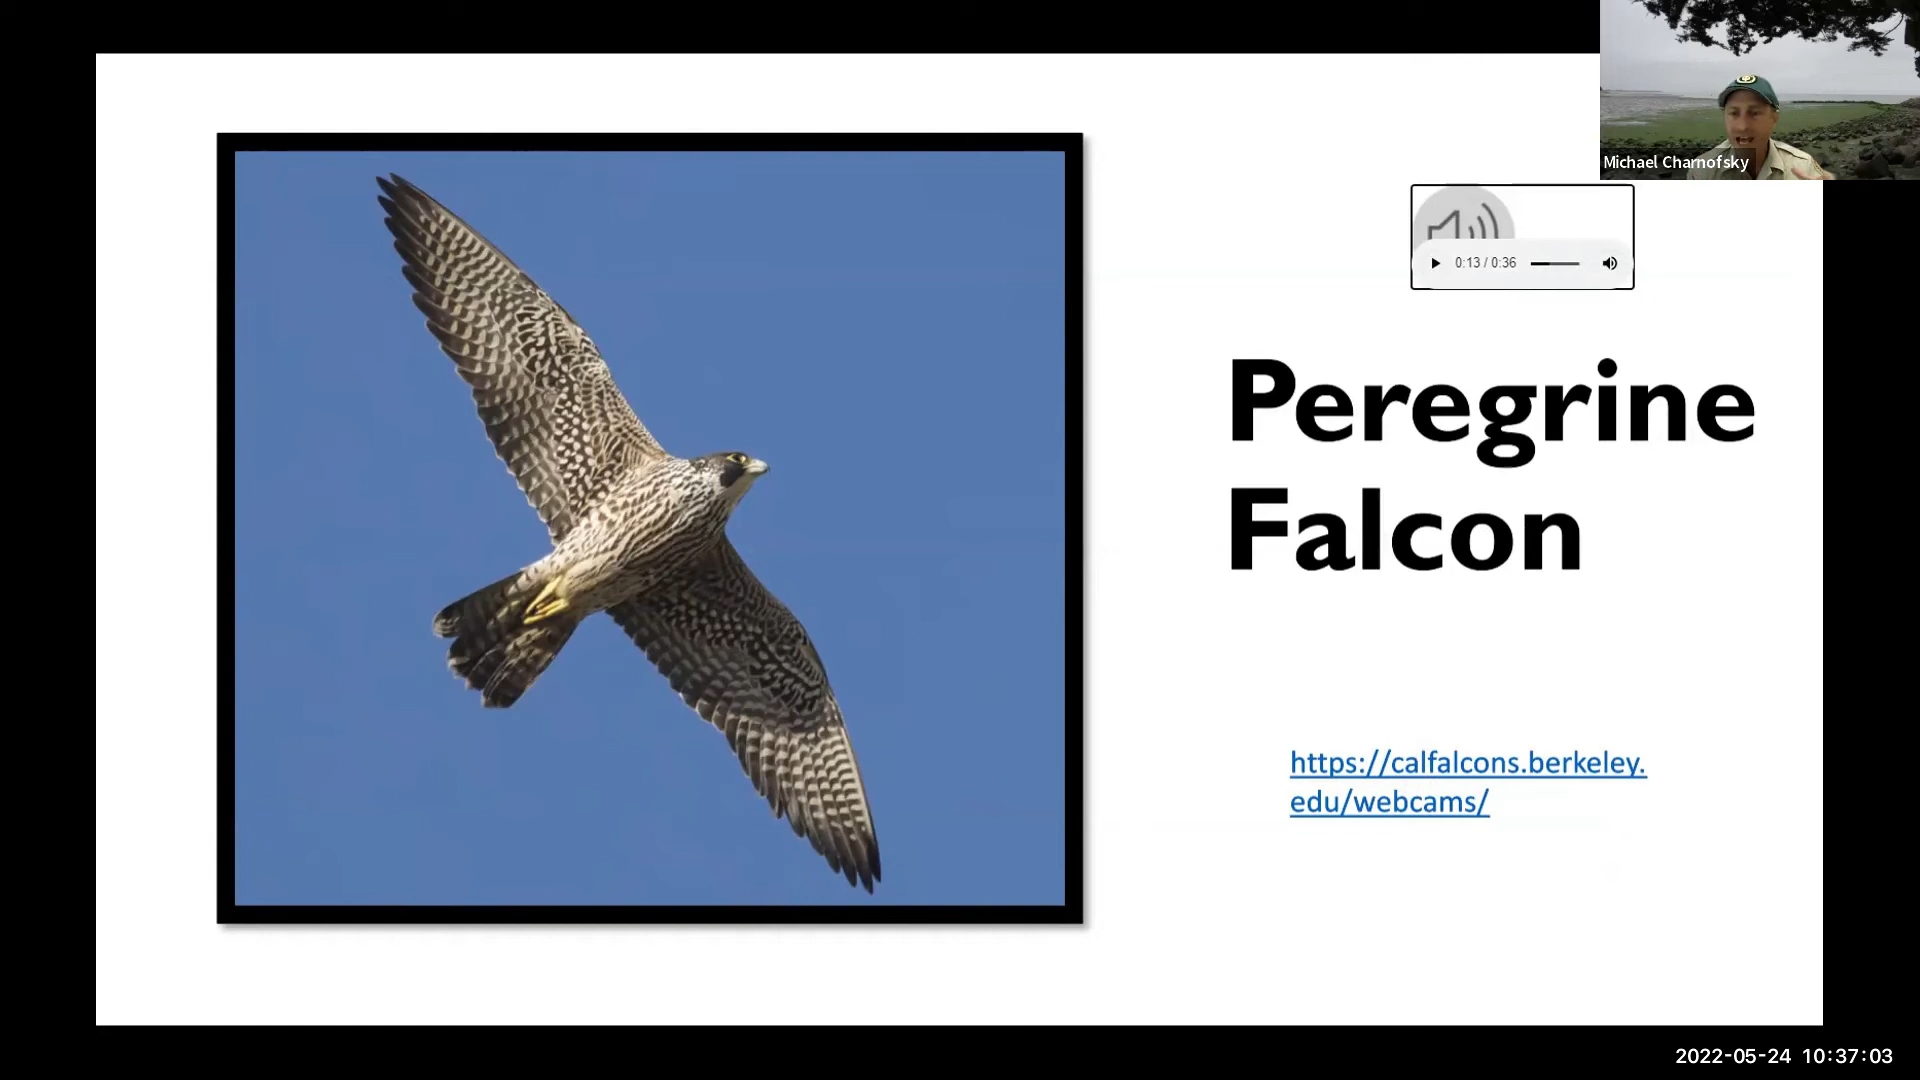 Michael Charnofsky
0:13 / 0:36
Peregrine
Falcon
https://calfalcons.berkeley.
edu/webcams/
2022-05-24 10:37:03